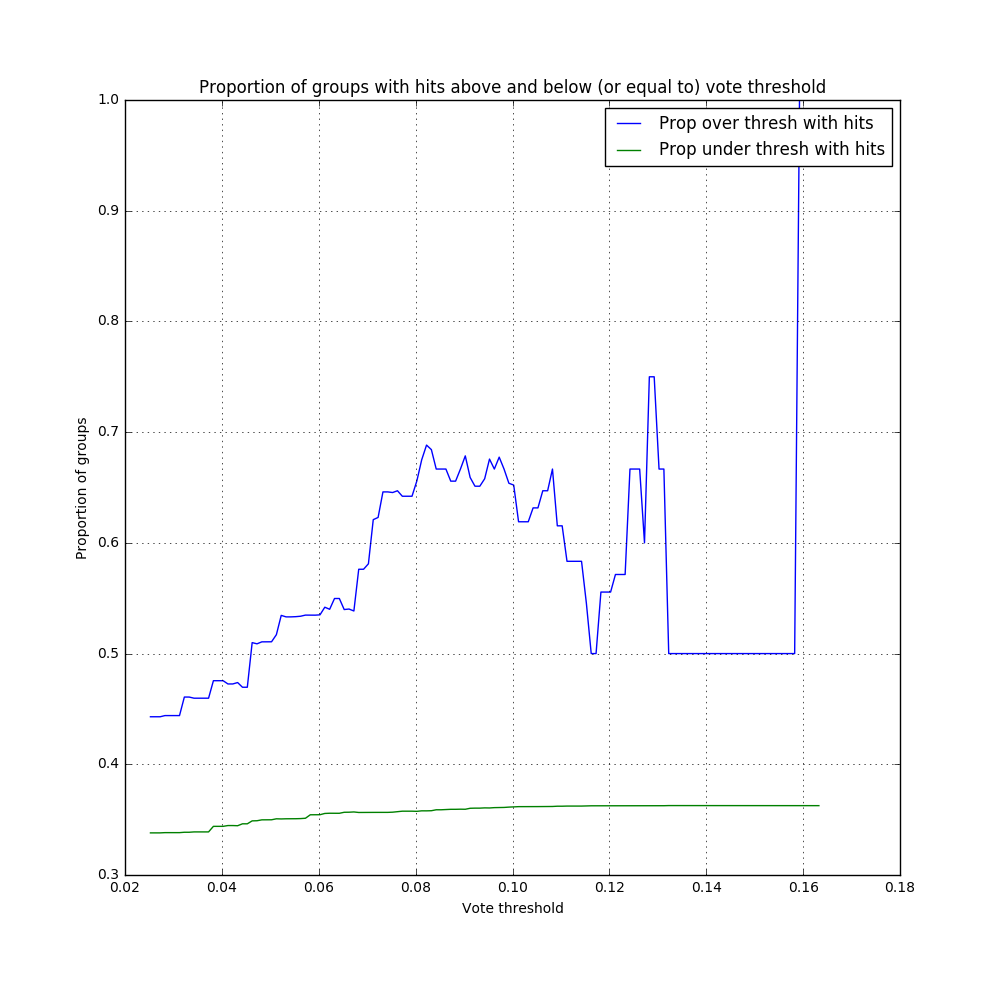 Proportion of groups with hits above and below (or equal to) vote threshold
Prop over thresh with hits
Prop under thresh with hits
1.0
0.9
0.8
0.7
0.6
0.5
0.4
0.3
Proportion of groups
0.02 0.04 0.06 0.08 0.10 0.12 0.14 0.16 0.18
Vote threshold